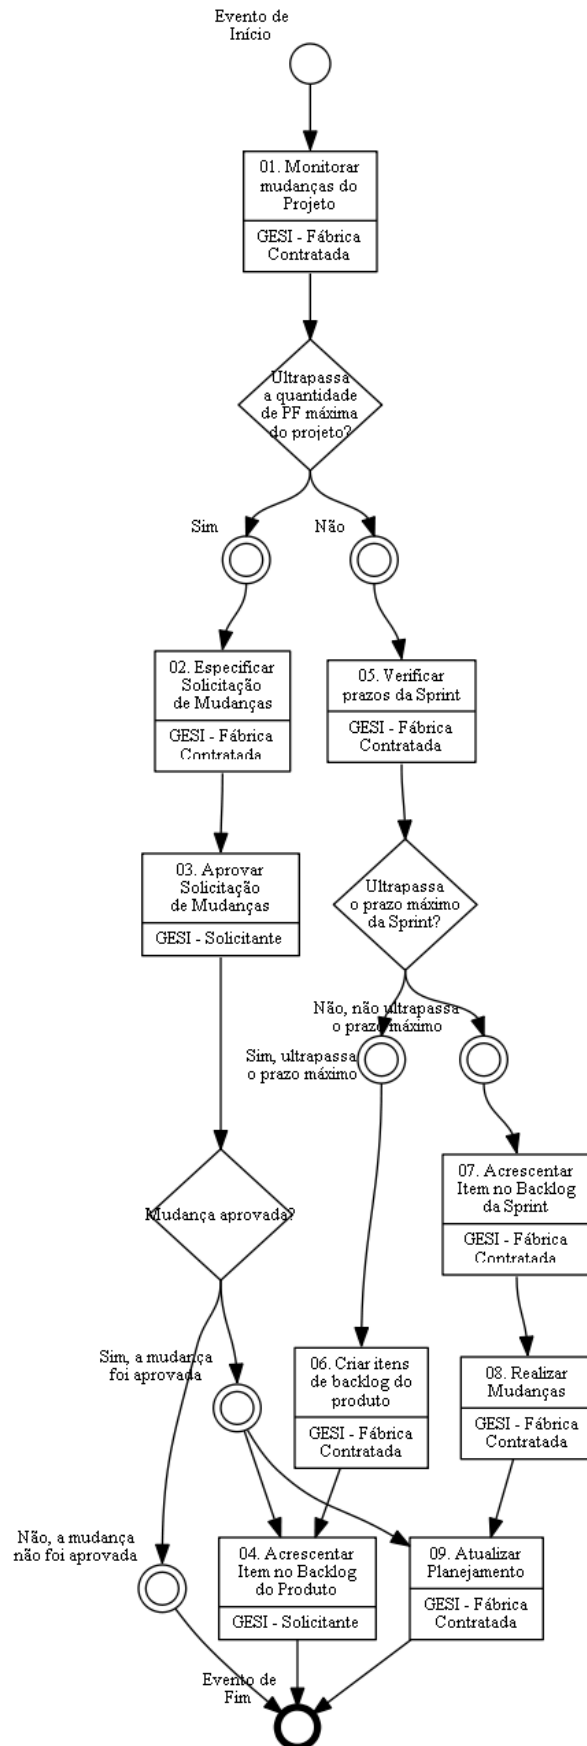 Evento de
Início
01. Monitorar
mudanças do
Projeto
GESI - Fábrica
Contratada
Ultrapassa
a quantidade
de PF máxima
do projeto?
Sim
Não
02. Especificar
Solicitação
de Mudanças
GESI - Fábrica
Contratada
05. Verificar
prazos da Sprint
GESI - Fábrica
Contratada
03. Aprovar
Solicitação
de Mudanças
GESI - Solicitante
Ultrapassa
o prazo máximo
da Sprint?
Não, não ultrapassa
o prazo máximo
Sim, ultrapassa
o prazo máximo
07. Acrescentar
Item no Backlog
da Sprint
GESI - Fábrica
Contratada
Mudança aprovada?
Sim, a mudança
foi aprovada
06. Criar itens
de backlog do
produto
GESI - Fábrica
Contratada
08. Realizar
Mudanças
GESI - Fábrica
Contratada
Não, a mudança
não foi aprovada
04. Acrescentar
Item no Backlog
do Produto
GESI - Solicitante
09. Atualizar
Planejamento
GESI - Fábrica
Contratada
Evento de
Fim